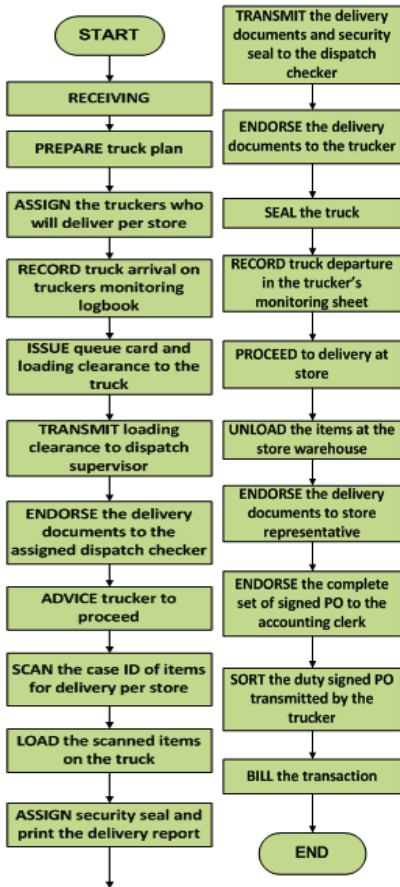 START
RECEIVING
PREPARE truck plan
ASSIGN the truckers who
will deliver per store
RECORD truck arrival on
truckers monitoring
logbook
ISSUE queue card and
loading clearance to the
truck
TRANSMIT loading
clearance to dispatch
supervisor
ENDORSE the delivery
documents to the
assigned dispatch checker
ADVICE trucker to
proceed
SCAN the case ID of items
for delivery per store
LOAD the scanned items
on the truck
ASSIGN security seal and
print the delivery report
TRANSMIT the delivery
documents and security
seal to the dispatch
checker
ENDORSE the delivery
documents to the trucker
SEAL the truck
RECORD truck departure
in the trucker's
monitoring sheet
PROCEED to delivery at
store
UNLOAD the items at the
store warehouse
ENDORSE the delivery
documents to store
representative
ENDORSE the complete
set of signed PO to the
accounting clerk
SORT the duty signed PO
transmitted by the
trucker
BILL the transaction
END